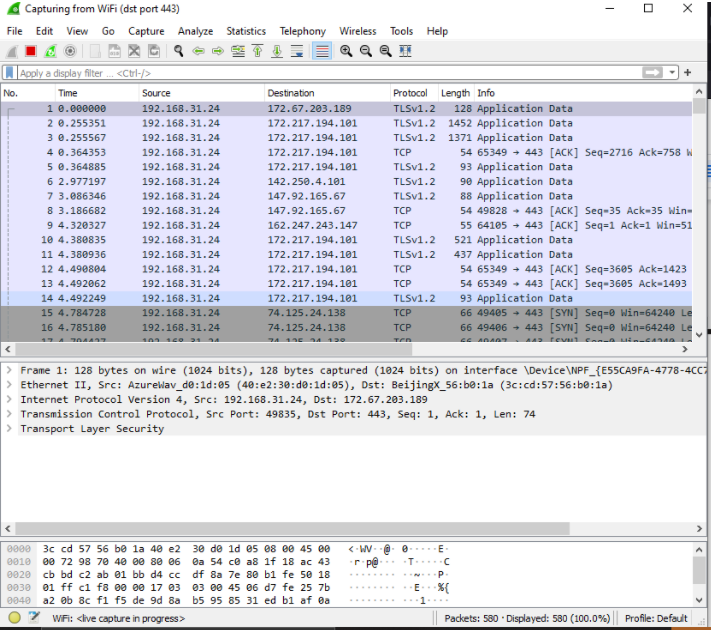 Capturing from WiFi (dst port 443)
File Edit View Go Capture Analyze Statistics Telephony Wireless Tools Help
Apply a display filter ... <Ctrl-/>
No. Time Source Destination Protocol Length Info
1 0.000000 192.168.31.24 172.67.203.189 TLSv1.2 128 Application Data
2 0.255351 192.168.31.24 172.217.194.101 TLSv1.2 1452 Application Data
3 0.255567 192.168.31.24 172.217.194.101 TLSv1.2 1371 Application Data
4 0.364353 192.168.31.24 172.217.194.101 TCP 54 65349 → 443 [ACK] Seq=2716 Ack=758 W
5 0.364885 192.168.31.24 172.217.194.101 TLSv1.2 93 Application Data
6 2.977197 192.168.31.24 142.250.4.101 TLSv1.2 90 Application Data
7 3.086346 192.168.31.24 147.92.165.67 TLSv1.2 88 Application Data
8 3.186682 192.168.31.24 147.92.165.67 TCP 54 49828 → 443 [ACK] Seq=35 Ack=35 Win=
9 4.320327 192.168.31.24 162.247.243.147 TCP 55 64105 → 443 [ACK] Seq=1 Ack=1 Win=51
10 4.380835 192.168.31.24 172.217.194.101 TLSv1.2 521 Application Data
11 4.380936 192.168.31.24 172.217.194.101 TLSv1.2 437 Application Data
12 4.490804 192.168.31.24 172.217.194.101 TCP 54 65349 → 443 [ACK] Seq=3605 Ack=1423
13 4.492062 192.168.31.24 172.217.194.101 TCP 54 65349 → 443 [ACK] Seq=3605 Ack=1493
14 4.492249 192.168.31.24 172.217.194.101 TLSv1.2 93 Application Data
15 4.784728 192.168.31.24 74.125.24.138 TCP 66 49405 → 443 [SYN] Seq=0 Win=64240 Le
16 4.785180 192.168.31.24 74.125.24.138 TCP 66 49406 → 443 [SYN] Seq=0 Win=64240 Le
17 4.794427 192.168.31.24 74.125.24.138 TCP 66 49407 → 443 [SYN] Seq=0 Win=64240 Le
Frame 1: 128 bytes on wire (1024 bits), 128 bytes captured (1024 bits) on interface \Device\NPF_{E55CA9FA-4778-4CC7
Ethernet II, Src: AzureWav_d0:1d:05 (40:e2:30:d0:1d:05), Dst: BeijingX_56:b0:1a (3c:cd:57:56:b0:1a)
Internet Protocol Version 4, Src: 192.168.31.24, Dst: 172.67.203.189
Transmission Control Protocol, Src Port: 49835, Dst Port: 443, Seq: 1, Ack: 1, Len: 74
Transport Layer Security
0000 3c cd 57 56 b0 1a 40 e2 30 d0 1d 05 08 00 45 00 <·WV··@· 0·····E·
0010 00 72 98 70 40 00 80 06 0a 54 c0 a8 1f 18 ac 43 ·r·p@··· ·T·····C
0020 cb bd c2 ab 01 bb d4 cc df 8a 7e 80 b1 fe 50 18 ········ ··~···P·
0030 01 ff c1 f8 00 00 17 03 03 00 45 06 d7 fe 25 7b ········ ··E···%{
0040 a2 0b 8c f1 f5 de 9d 8a b5 95 85 31 ed b1 af 0a ········ ···1····
WiFi: <live capture in progress> Packets: 580 · Displayed: 580 (100.0%) Profile: Default